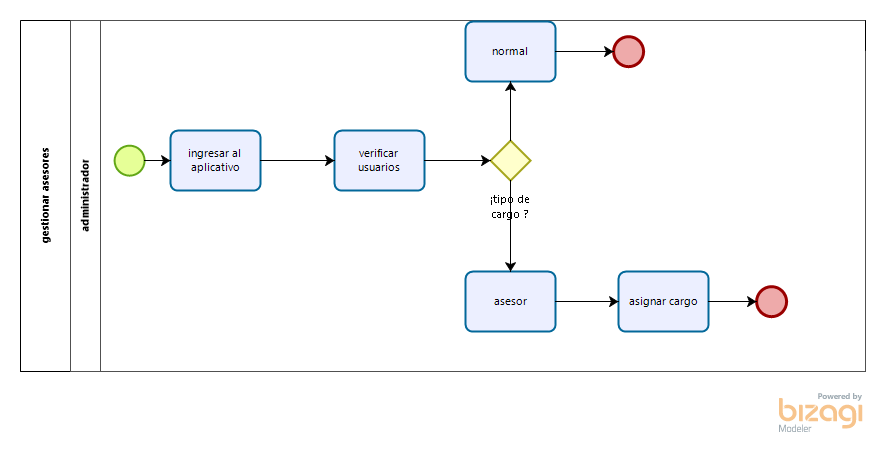 gestionar asesores
administrador
ingresar al
aplicativo
verificar
usuarios
normal
¡tipo de
cargo ?
asesor
asignar cargo
Powered by
bizagi
Modeler